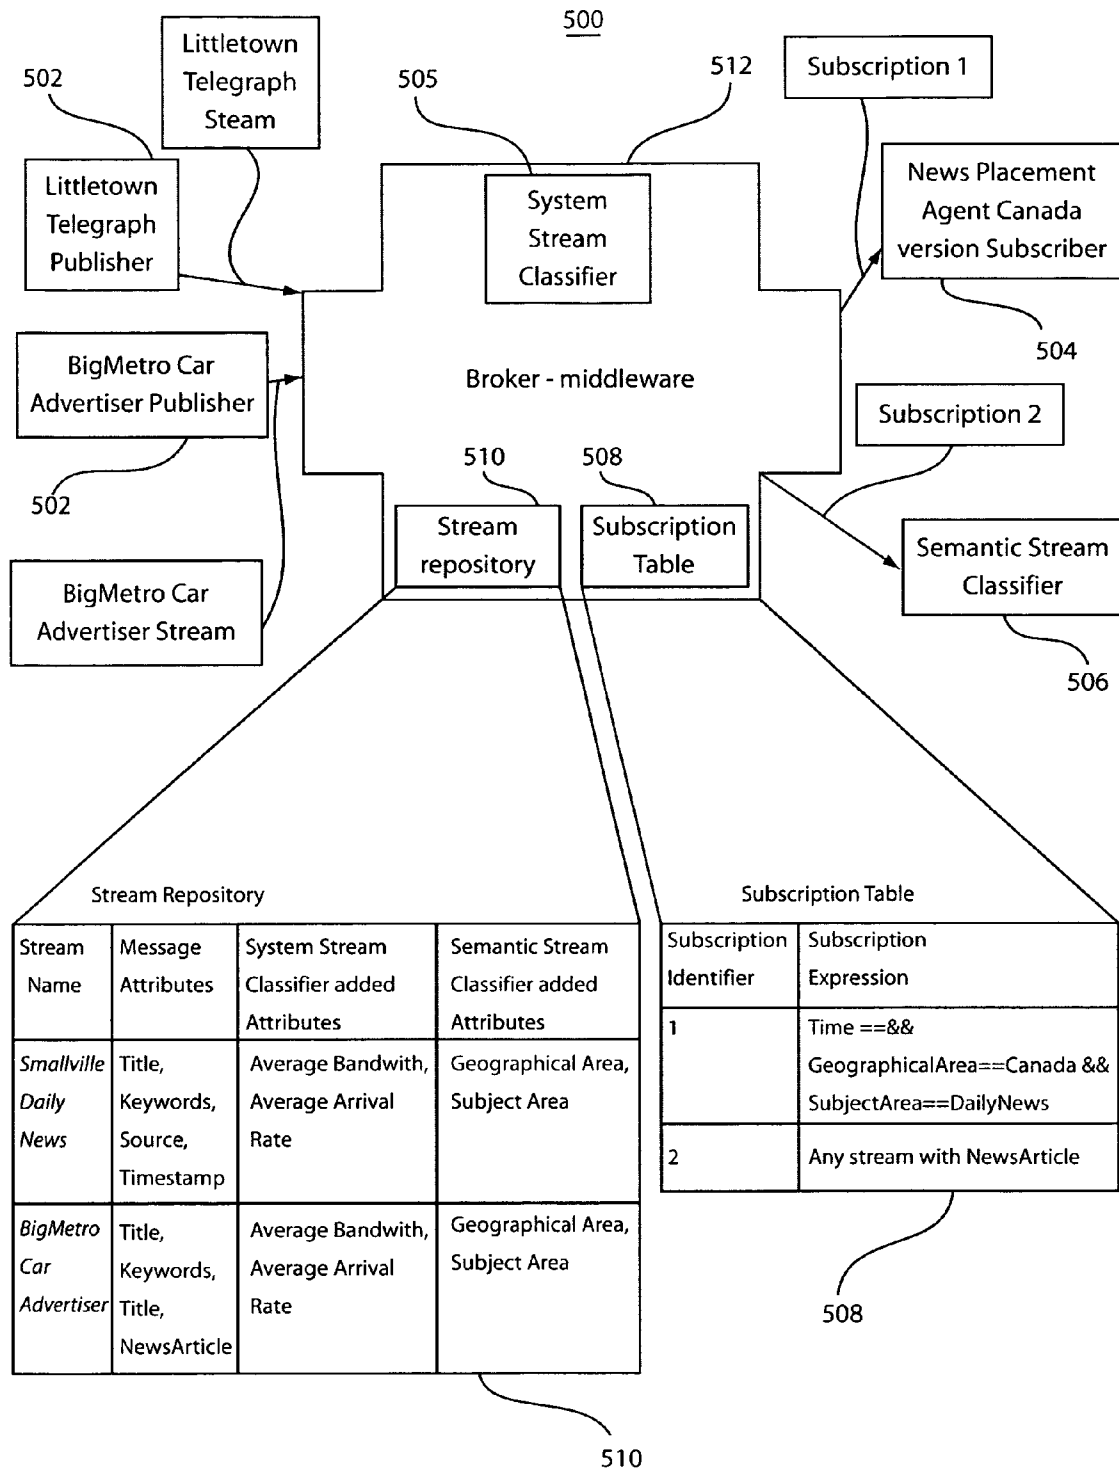 500
Littletown
Telegraph
Steam
502
505
512
Subscription 1
Littletown
Telegraph
Publisher
System
Stream
Classifier
News Placement
Agent Canada
version Subscriber
504
BigMetro Car
Advertiser Publisher
Broker - middleware
Subscription 2
502
510
508
Stream
repository
Subscription
Table
Semantic Stream
Classifier
BigMetro Car
Advertiser Stream
506
Stream Repository
Stream
Name
Message
Attributes
System Stream
Classifier added
Attributes
Semantic Stream
Classifier added
Attributes
Smallville
Daily
News
Title,
Keywords,
Source,
Timestamp
Average Bandwith,
Average Arrival
Rate
Geographical Area,
Subject Area
BigMetro
Car
Advertiser
Title,
Keywords,
Title,
NewsArticle
Average Bandwith,
Average Arrival
Rate
Geographical Area,
Subject Area
510
Subscription Table
Subscription
Identifier
Subscription
Expression
1
Time ==&&
GeographicalArea==Canada &&
SubjectArea==DailyNews
2
Any stream with NewsArticle
508